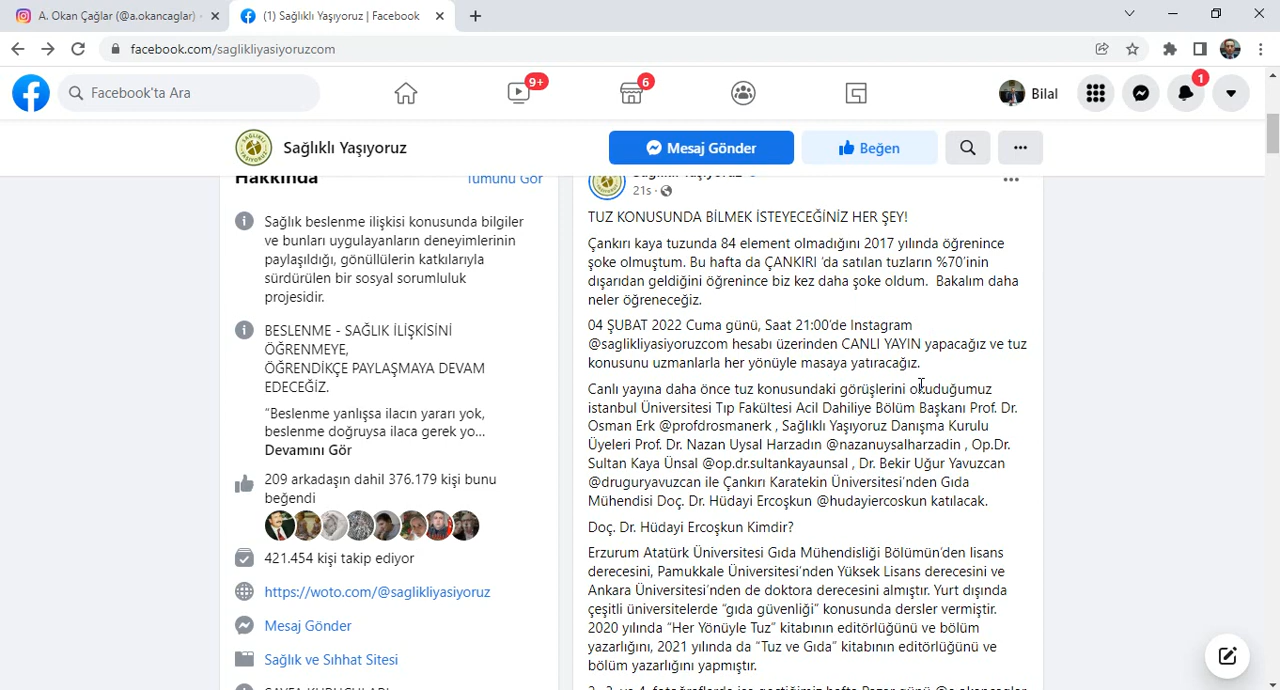 A. Okan Çağlar (@a.okancaglar)
(1) Sağlıklı Yaşıyoruz | Facebook
facebook.com/saglikliyasiyoruzcom
Facebook'ta Ara
9+
6
Bilal
1
Sağlıklı Yaşıyoruz
Mesaj Gönder
Beğen
Hakkında
Tümünü Gör
Sağlık beslenme ilişkisi konusunda bilgiler
ve bunları uygulayanların deneyimlerinin
paylaşıldığı, gönüllülerin katkılarıyla
sürdürülen bir sosyal sorumluluk
projesidir.
BESLENME - SAĞLIK İLİŞKİSİNİ
ÖĞRENMEYE,
ÖĞRENDİKÇE PAYLAŞMAYA DEVAM
EDECEĞİZ.
“Beslenme yanlışsa ilacın yararı yok,
beslenme doğruysa ilaca gerek yo...
Devamını Gör
209 arkadaşın dahil 376.179 kişi bunu
beğendi
421.454 kişi takip ediyor
https://woto.com/@saglikliyasiyoruz
Mesaj Gönder
Sağlık ve Sıhhat Sitesi
SAYFA KURUCULARI
Sağlıklı Yaşıyoruz
21s ·
TUZ KONUSUNDA BİLMEK İSTEYECEĞİNİZ HER ŞEY!
Çankırı kaya tuzunda 84 element olmadığını 2017 yılında öğrenince
şoke olmuştum. Bu hafta da ÇANKIRI 'da satılan tuzların %70'inin
dışarıdan geldiğini öğrenince biz kez daha şoke oldum. Bakalım daha
neler öğreneceğiz.
04 ŞUBAT 2022 Cuma günü, Saat 21:00'de Instagram
@saglikliyasiyoruzcom hesabı üzerinden CANLI YAYIN yapacağız ve tuz
konusunu uzmanlarla her yönüyle masaya yatıracağız.
Canlı yayına daha önce tuz konusundaki görüşlerini okuduğumuz
istanbul Üniversitesi Tıp Fakültesi Acil Dahiliye Bölüm Başkanı Prof. Dr.
Osman Erk @profdrosmanerk , Sağlıklı Yaşıyoruz Danışma Kurulu
Üyeleri Prof. Dr. Nazan Uysal Harzadın @nazanuysalharzadin , Op.Dr.
Sultan Kaya Ünsal @op.dr.sultankayaunsal , Dr. Bekir Uğur Yavuzcan
@druguryavuzcan ile Çankırı Karatekin Üniversitesi'nden Gıda
Mühendisi Doç. Dr. Hüdayi Ercoşkun @hudayiercoskun katılacak.
Doç. Dr. Hüdayi Ercoşkun Kimdir?
Erzurum Atatürk Üniversitesi Gıda Mühendisliği Bölümün'den lisans
derecesini, Pamukkale Üniversitesi'nden Yüksek Lisans derecesini ve
Ankara Üniversitesi'nden de doktora derecesini almıştır. Yurt dışında
çeşitli üniversitelerde “gıda güvenliği” konusunda dersler vermiştir.
2020 yılında “Her Yönüyle Tuz” kitabının editörlüğünü ve bölüm
yazarlığını, 2021 yılında da “Tuz ve Gıda” kitabının editörlüğünü ve
bölüm yazarlığını yapmıştır.